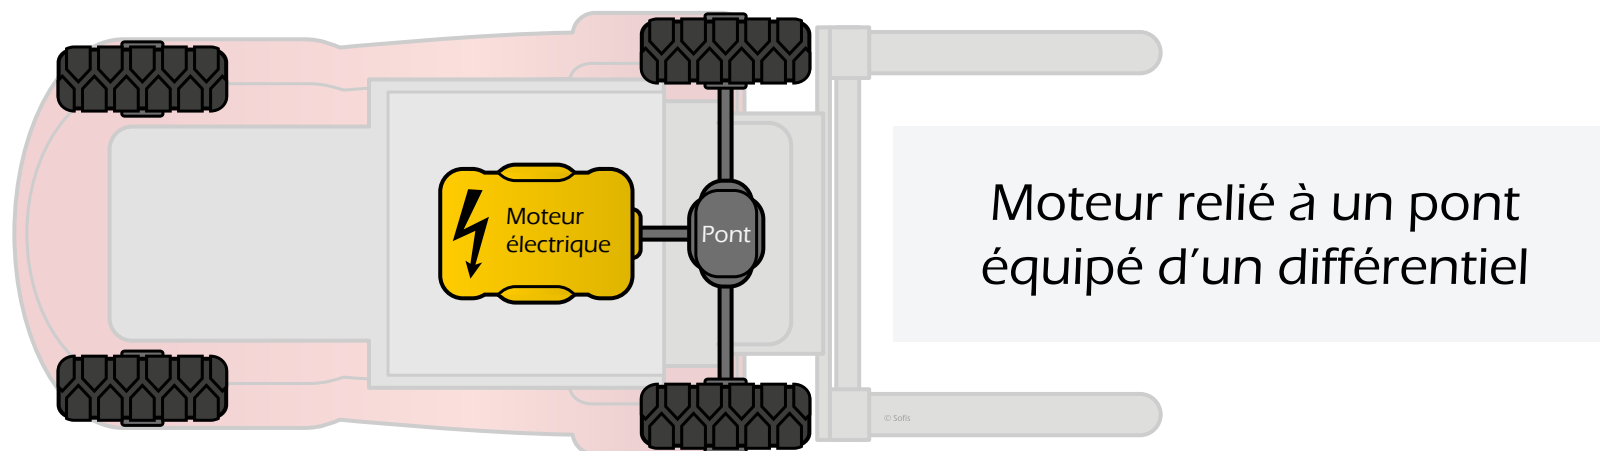 Moteur
électrique
Pont
Moteur relié à un pont
équipé d'un différentiel
© Sofis